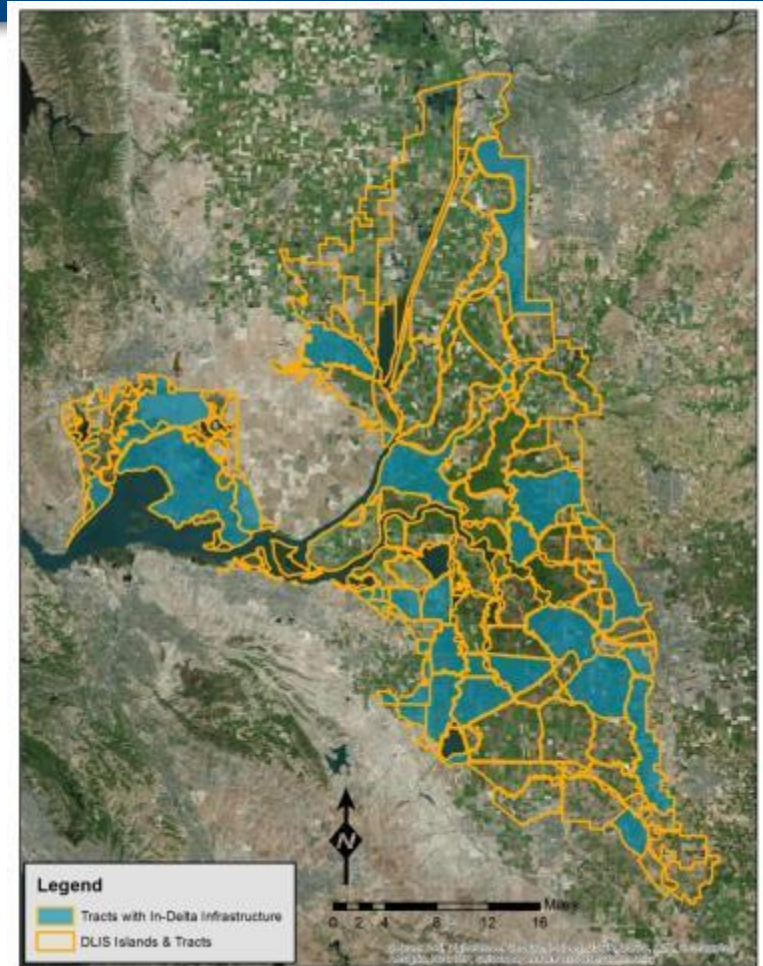 N
Legend
Tracts with In-Delta Infrastructure
DLIS Islands & Tracts
Miles
0 2 4 8 12 16